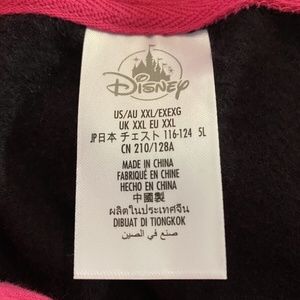 Disney
US/AU XXL/EXEXG
UK XXL EU XXL
JP日本 チェスト 116-124 5L
CN 210/128A
MADE IN CHINA
FABRIQUÉ EN CHINE
HECHO EN CHINA
中國製
ผลิตในประเทศจีน
DIBUAT DI TIONGKOK
صنع في الصين